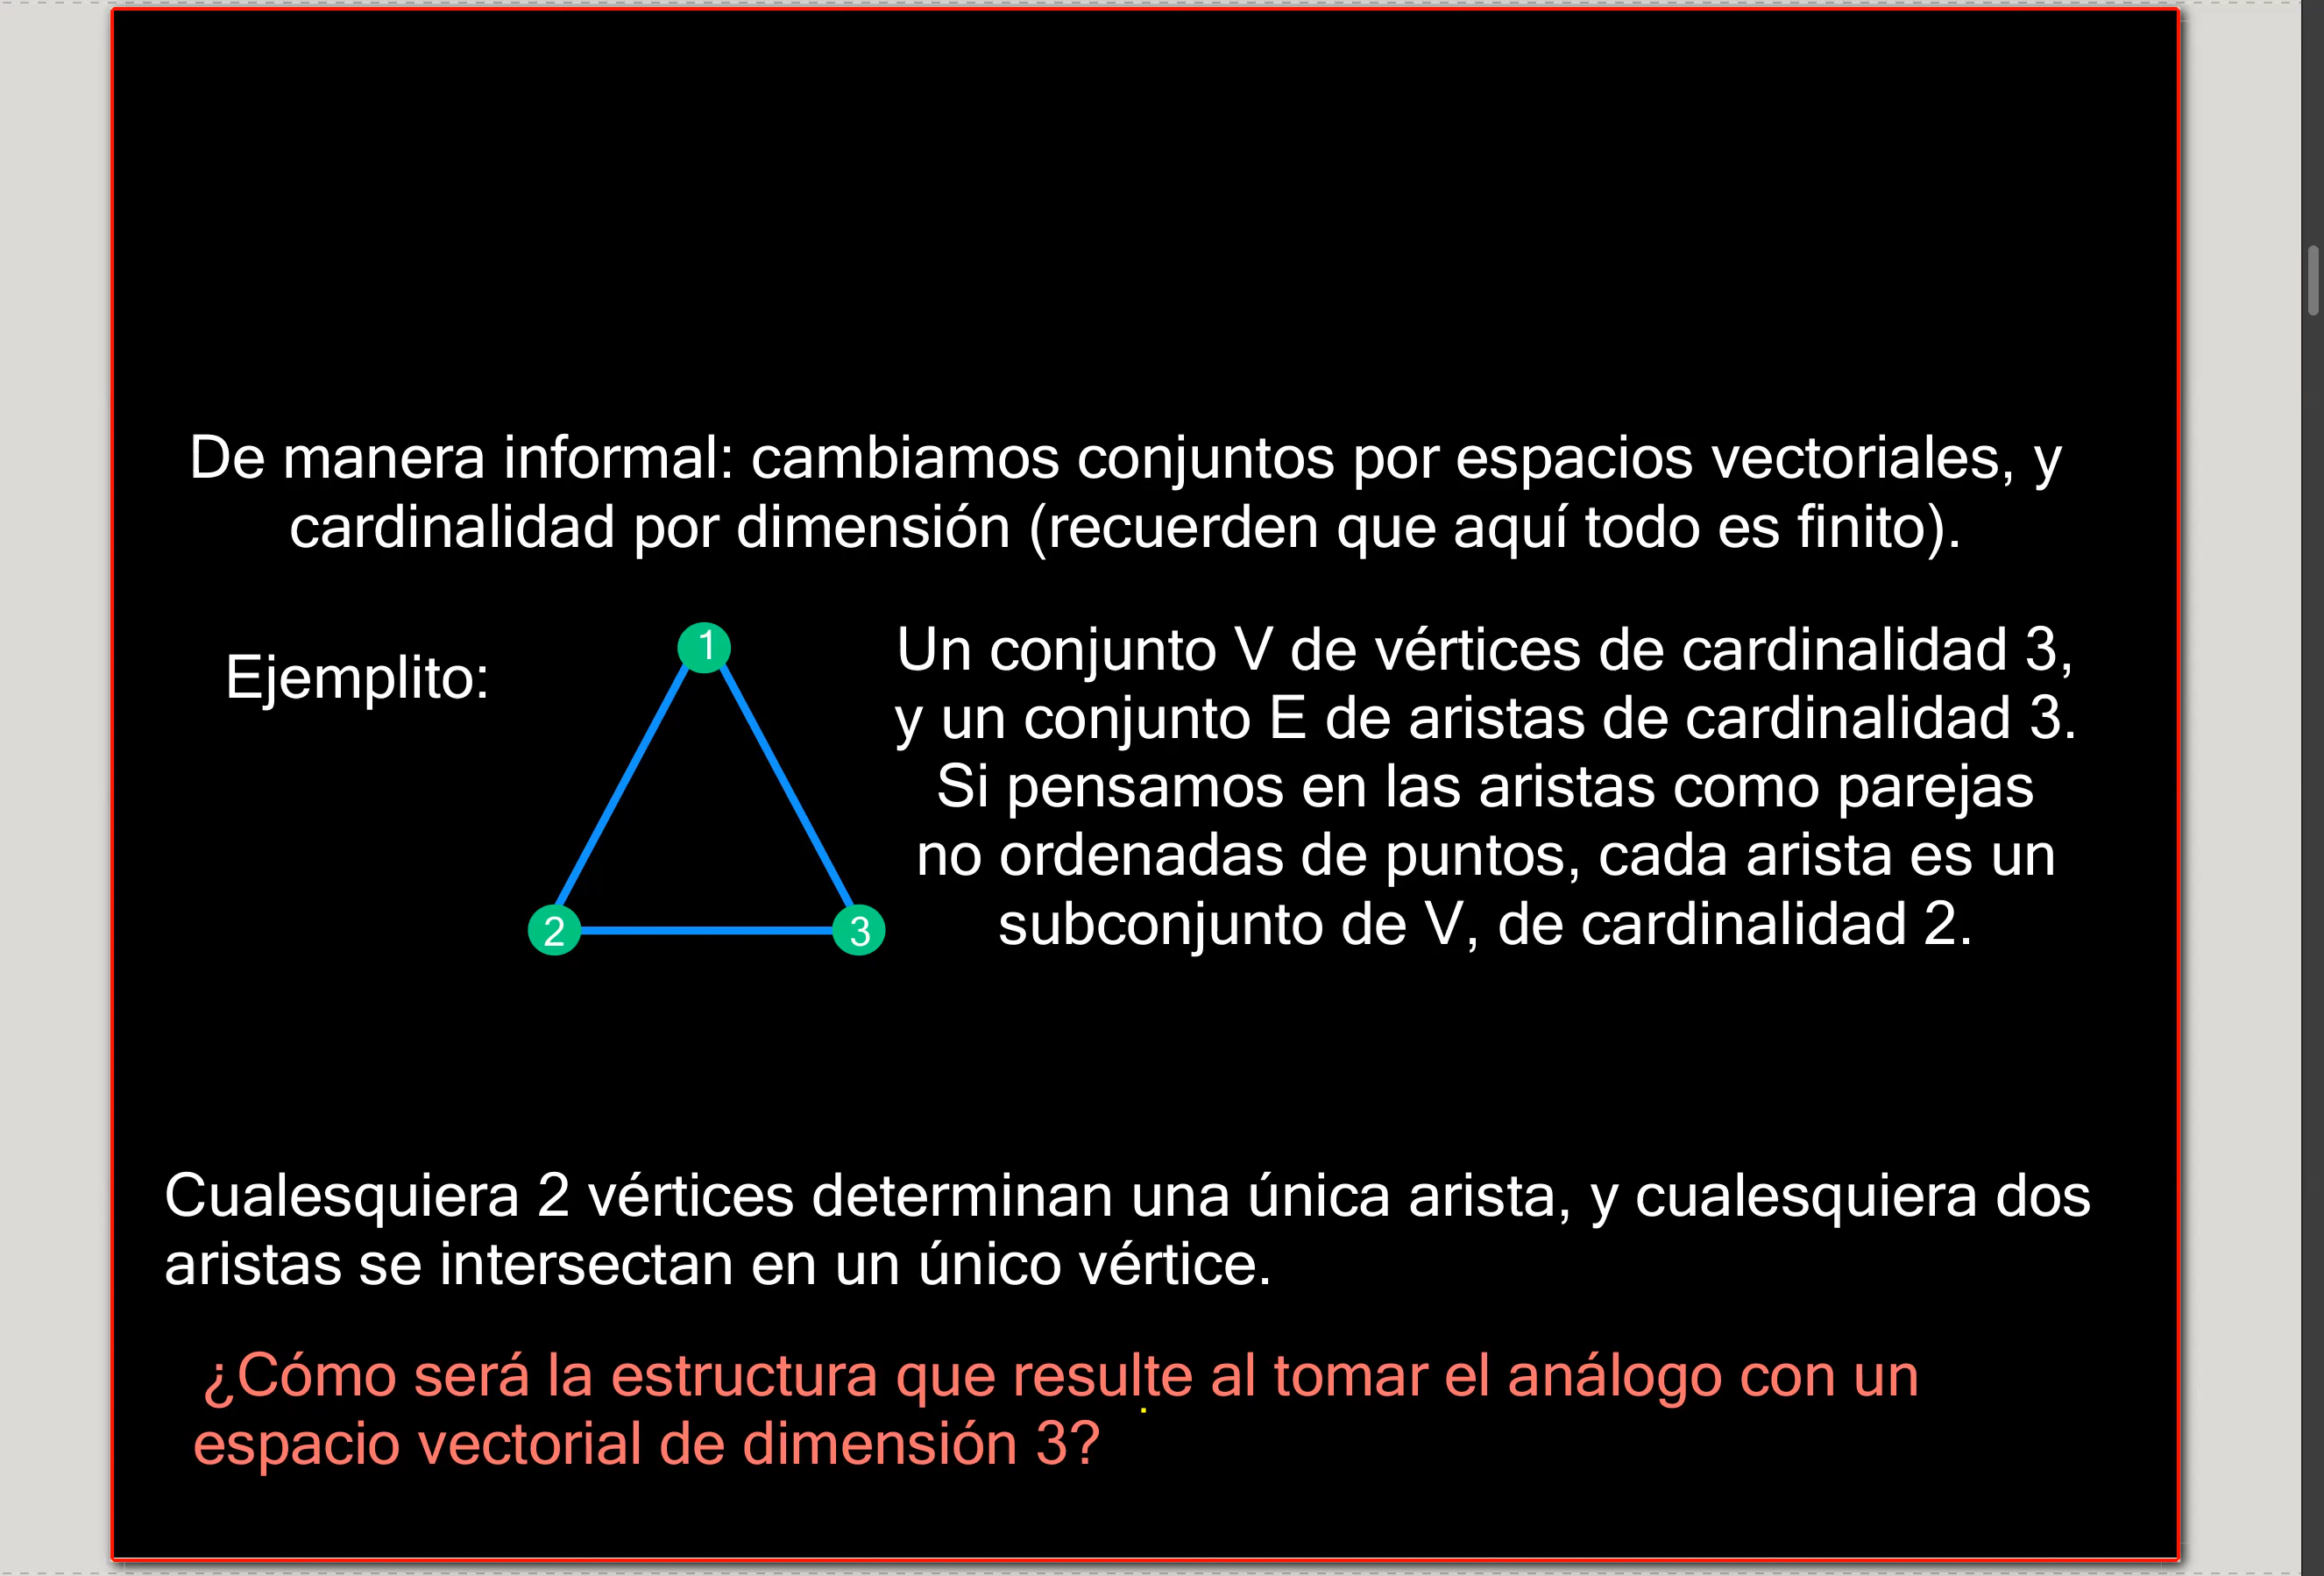 De manera informal: cambiamos conjuntos por espacios vectoriales, y
cardinalidad por dimensión (recuerden que aquí todo es finito).
Ejemplito:
1
2
3
Un conjunto V de vértices de cardinalidad 3,
y un conjunto E de aristas de cardinalidad 3.
Si pensamos en las aristas como parejas
no ordenadas de puntos, cada arista es un
subconjunto de V, de cardinalidad 2.
Cualesquiera 2 vértices determinan una única arista, y cualesquiera dos
aristas se intersectan en un único vértice.
¿Cómo será la estructura que resulte al tomar el análogo con un
espacio vectorial de dimensión 3?